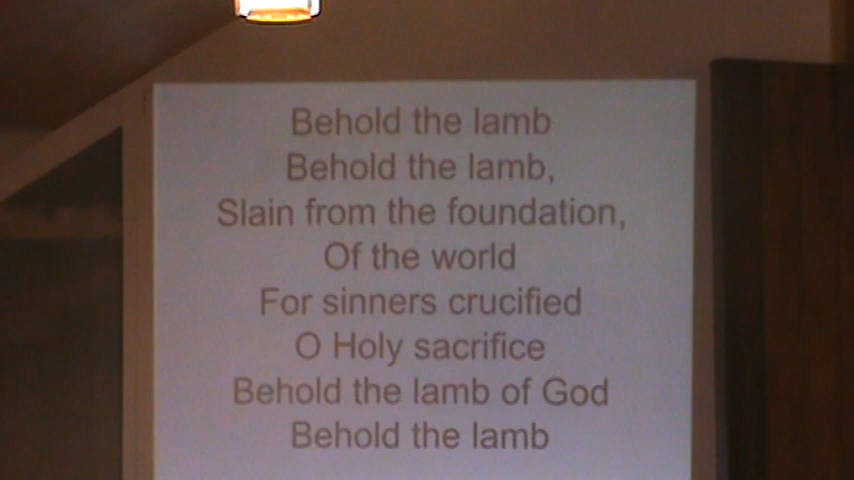 Behold the lamb
Behold the lamb,
Slain from the foundation,
Of the world
For sinners crucified
O Holy sacrifice
Behold the lamb of God
Behold the lamb